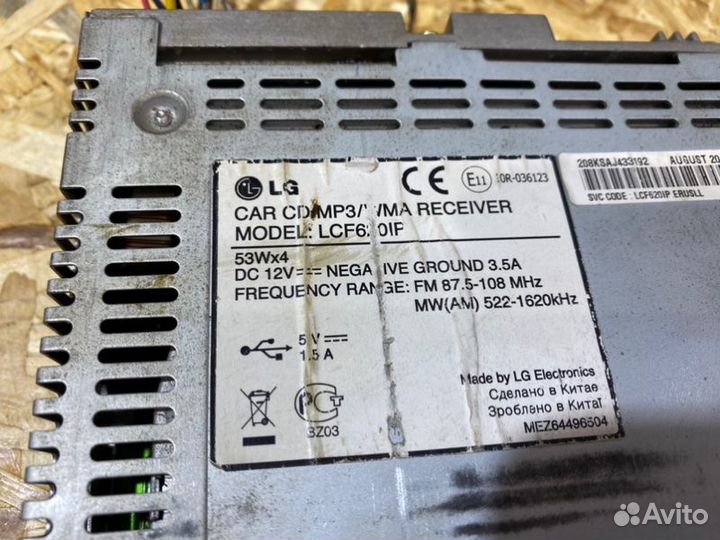 LG
CE
E11 10R-036123
CAR CD/MP3/WMA RECEIVER
MODEL: LCF620IP
53Wx4
DC 12V NEGATIVE GROUND 3.5A
FREQUENCY RANGE: FM 87.5-108 MHz
MW(AM) 522-1620kHz
5V
1.5 A
РСТ
BZ03
Made by LG Electronics
Сделано в Китае
Зроблено в Китаї
MEZ64496504
208KSAJ433192 AUGUST 20
SVC CODE : LCF620IP ERUSLL
Avito